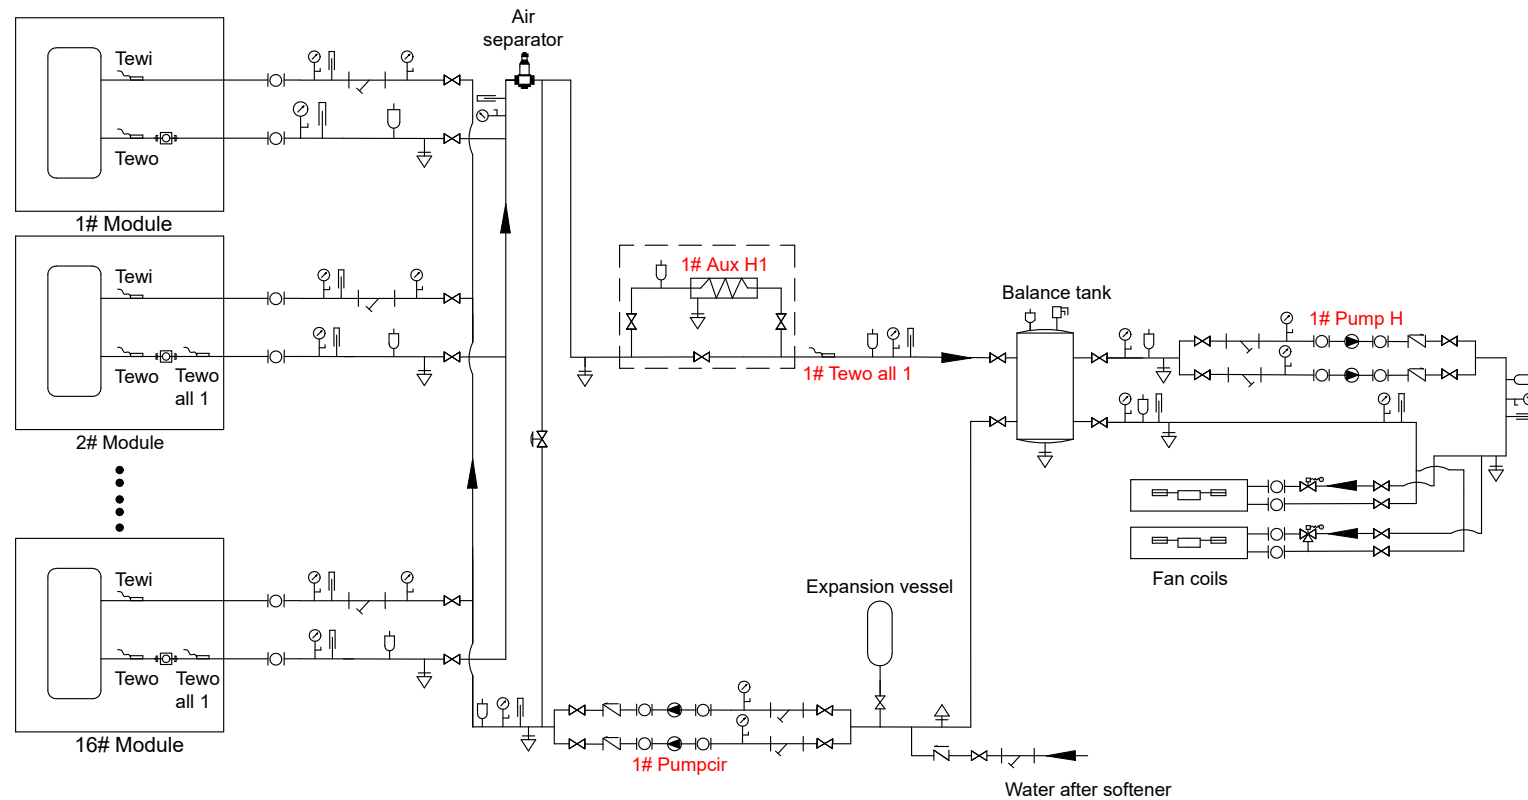 Air
separator
Tewi
Tewo
1# Module
Tewi
Tewo
Tewo
all 1
2# Module
Tewi
Tewo
Tewo
all 1
16# Module
1# Aux H1
1# Tewo all 1
Balance tank
1# Pump H
Fan coils
Expansion vessel
1# Pumpcir
Water after softener